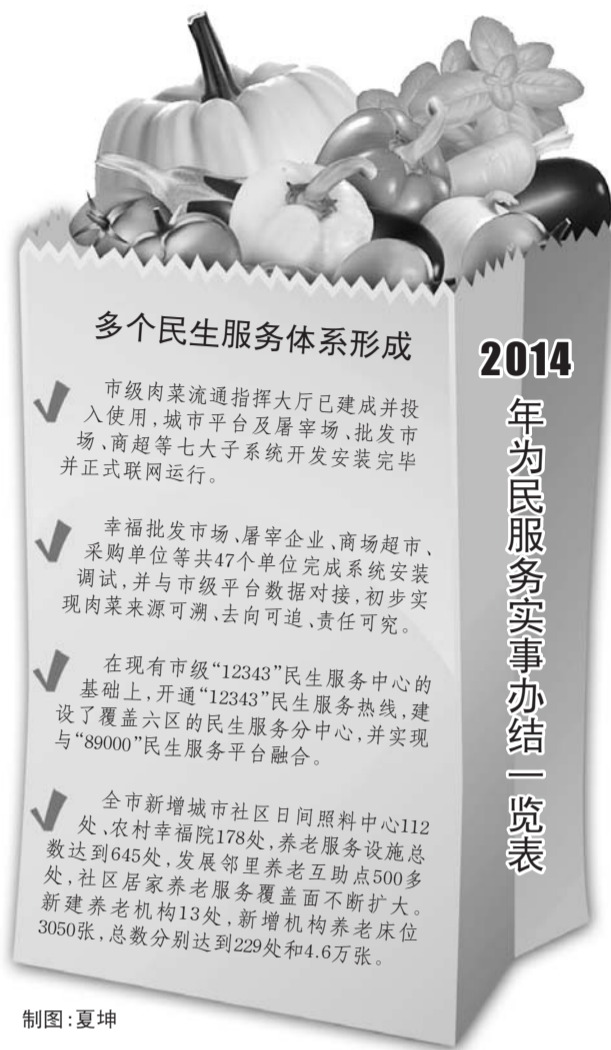 多个民生服务体系形成
市级肉菜流通指挥大厅已建成并投
入使用,城市平台及屠宰场、批发市
场、商超等七大子系统开发安装完毕
并正式联网运行。
幸福批发市场、屠宰企业、商场超市、
采购单位等共47个单位完成系统安装
调试,并与市级平台数据对接,初步实
现肉菜来源可溯、去向可追、责任可究。
在现有市级“12343”民生服务中心的
基础上,开通“12343”民生服务热线,建
设了覆盖六区的民生服务分中心,并实现
与“89000”民生服务平台融合。
全市新增城市社区日间照料中心112
处、农村幸福院178处,养老服务设施总
数达到645处,发展邻里养老互助点500多
处,社区居家养老服务覆盖面不断扩大。
新建养老机构13处,新增机构养老床位
3050张,总数分别达到229处和4.6万张。
2014
年为民服务实事办结一览表
制图:夏坤